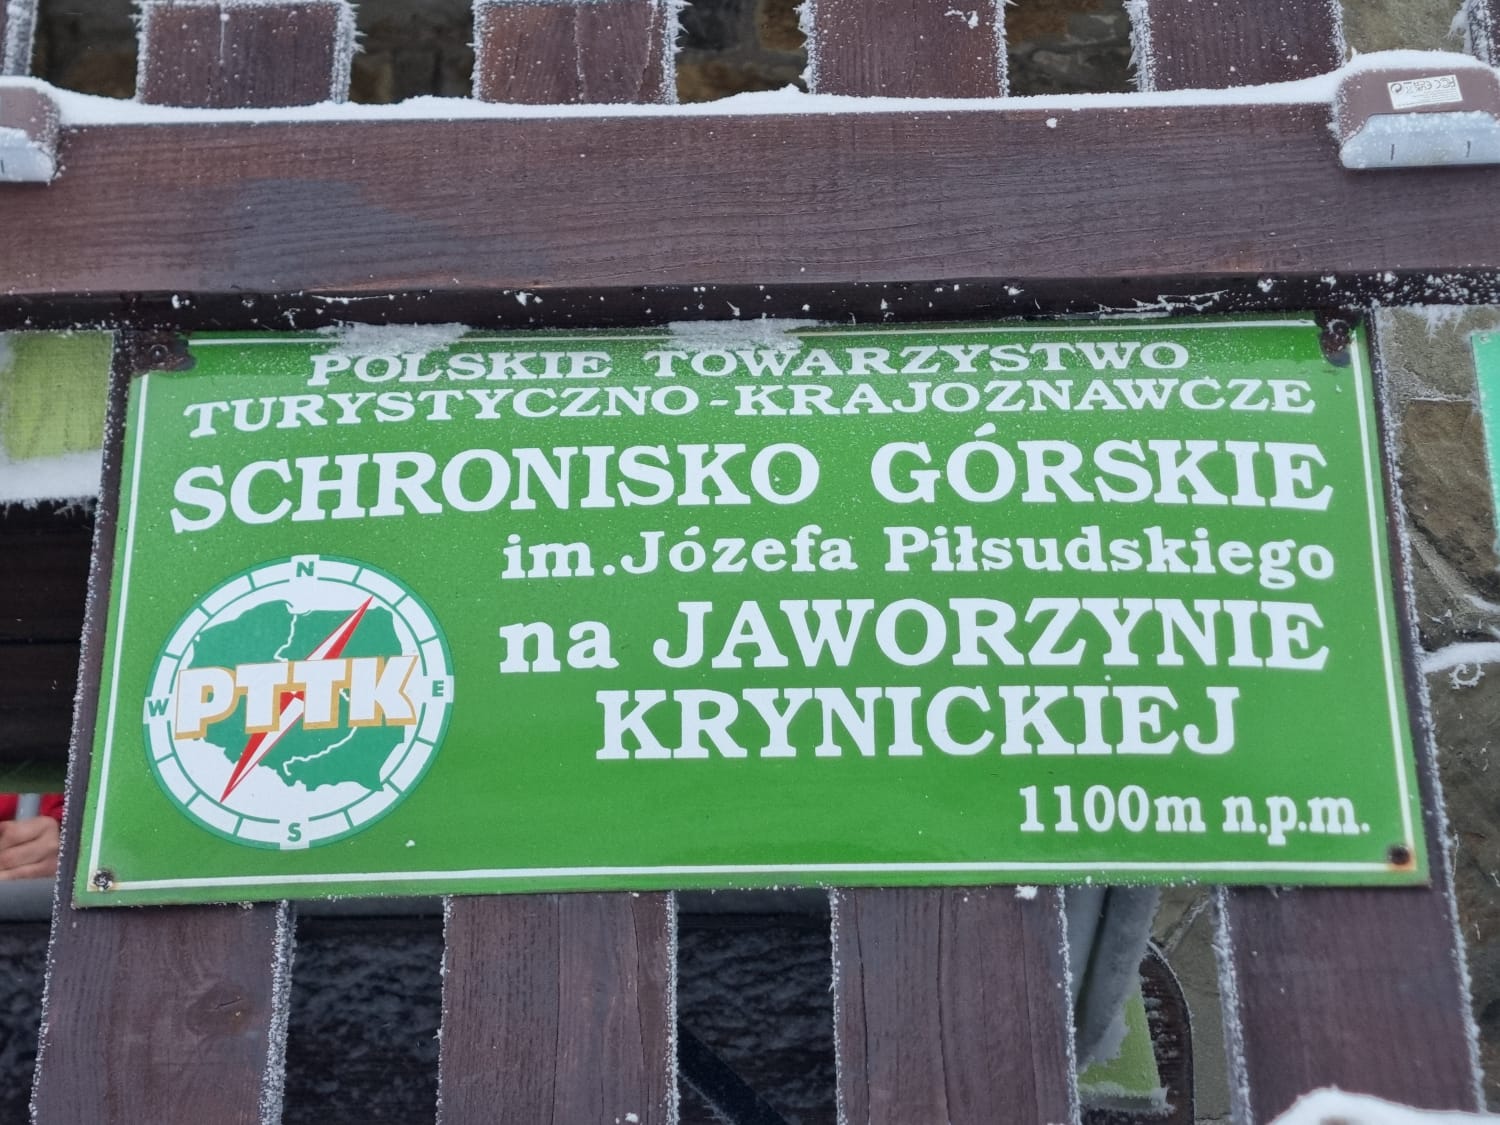 POLSKIE TOWARZYSTWO
TURYSTYCZNO-KRAJOZNAWCZE
SCHRONISKO GÓRSKIE
im. Józefa Piłsudskiego
na JAWORZYNIE
KRYNICKIEJ
1100m n.p.m.
N
W PTTK E
S